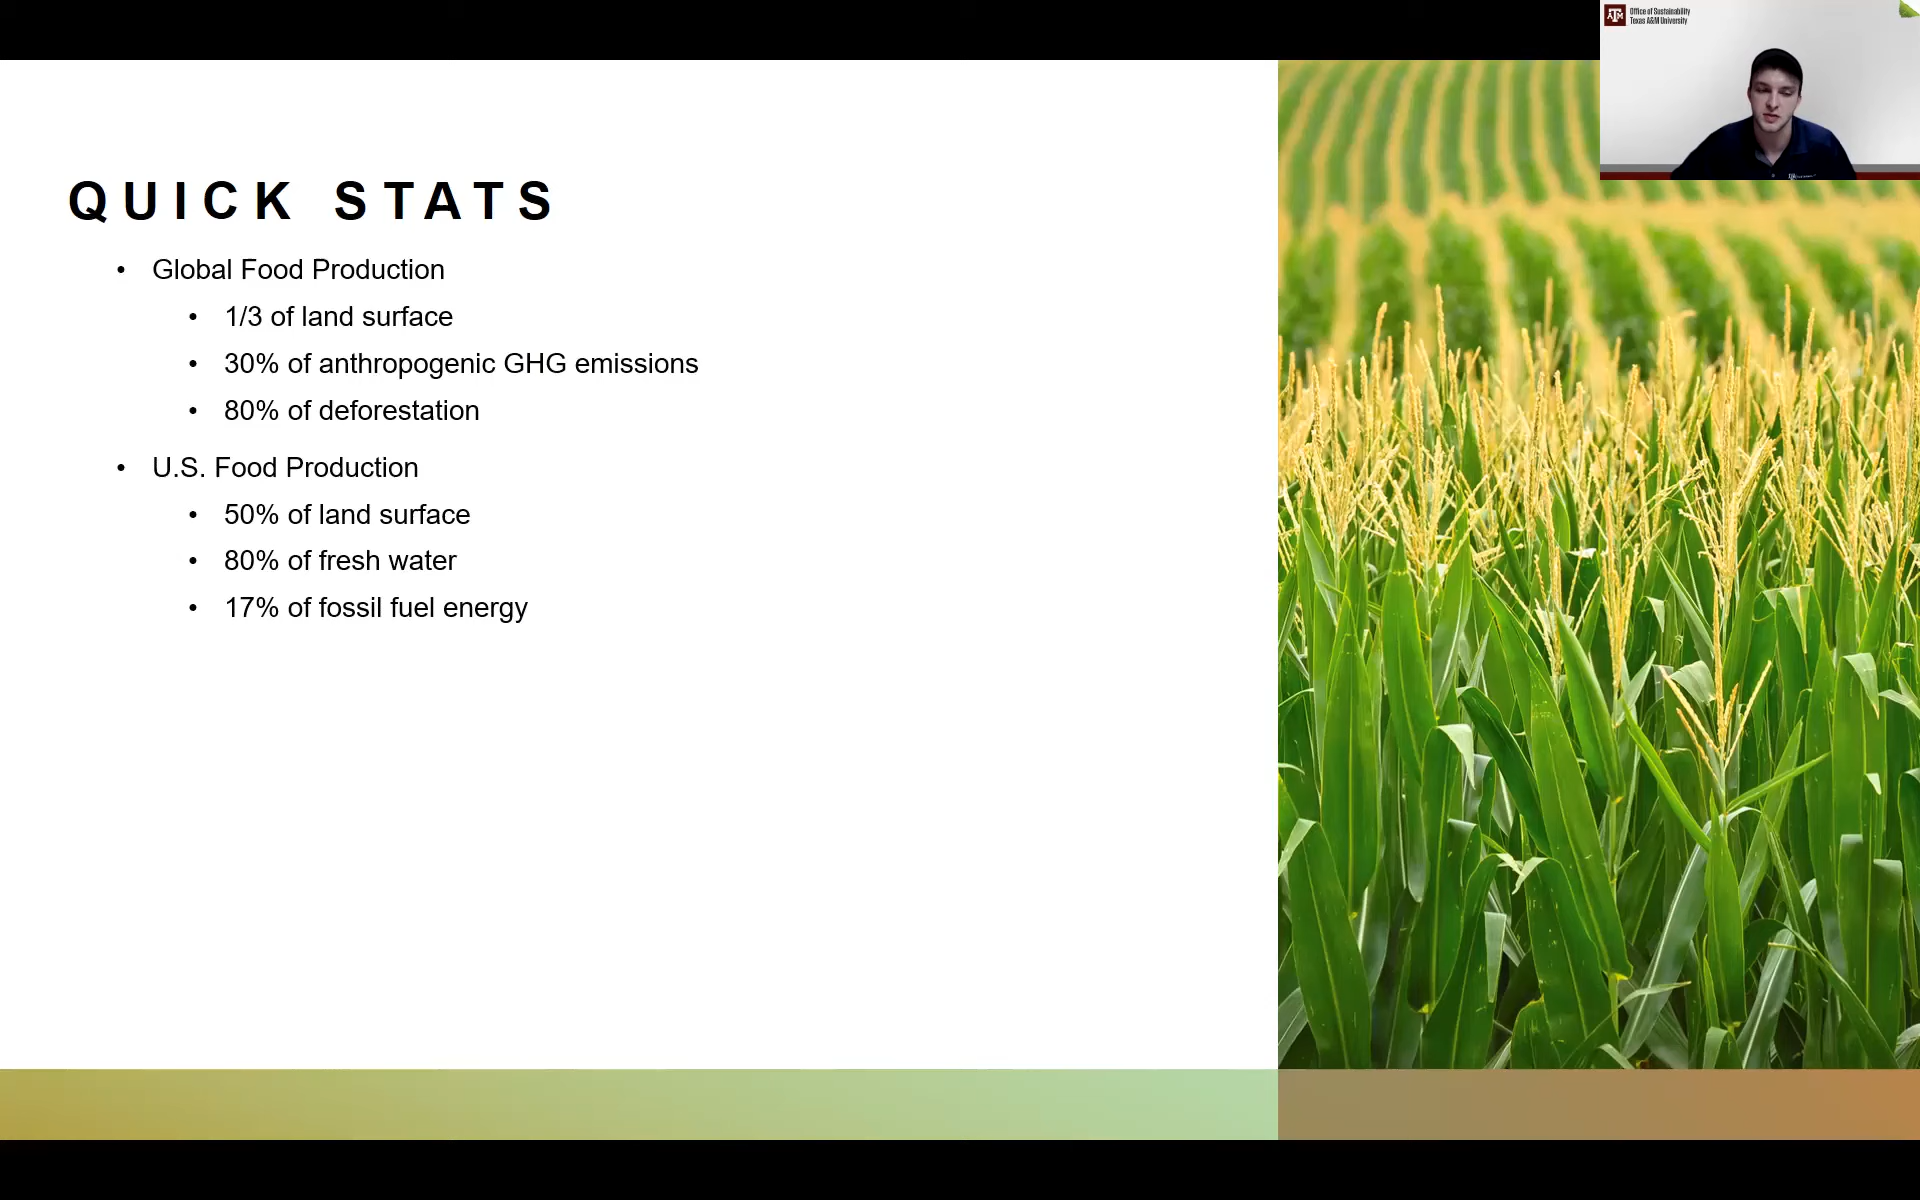 Office of Sustainability
Texas A&M University
QUICK STATS
• Global Food Production
• 1/3 of land surface
• 30% of anthropogenic GHG emissions
• 80% of deforestation
• U.S. Food Production
• 50% of land surface
• 80% of fresh water
• 17% of fossil fuel energy